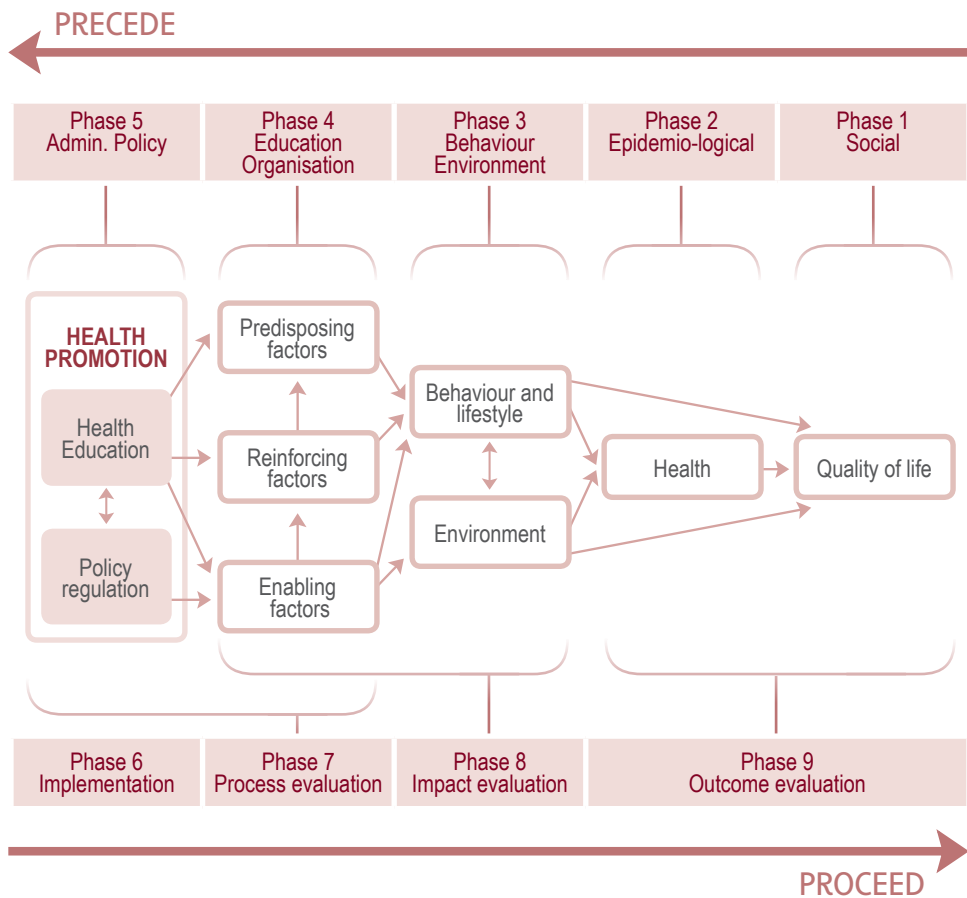 PRECEDE
Phase 5
Admin. Policy
Phase 4
Education
Organisation
Phase 3
Behaviour
Environment
Phase 2
Epidemio-logical
Phase 1
Social
HEALTH
PROMOTION
Health
Education
Policy
regulation
Predisposing
factors
Reinforcing
factors
Enabling
factors
Behaviour and
lifestyle
Environment
Health
Quality of life
Phase 6
Implementation
Phase 7
Process evaluation
Phase 8
Impact evaluation
Phase 9
Outcome evaluation
PROCEED